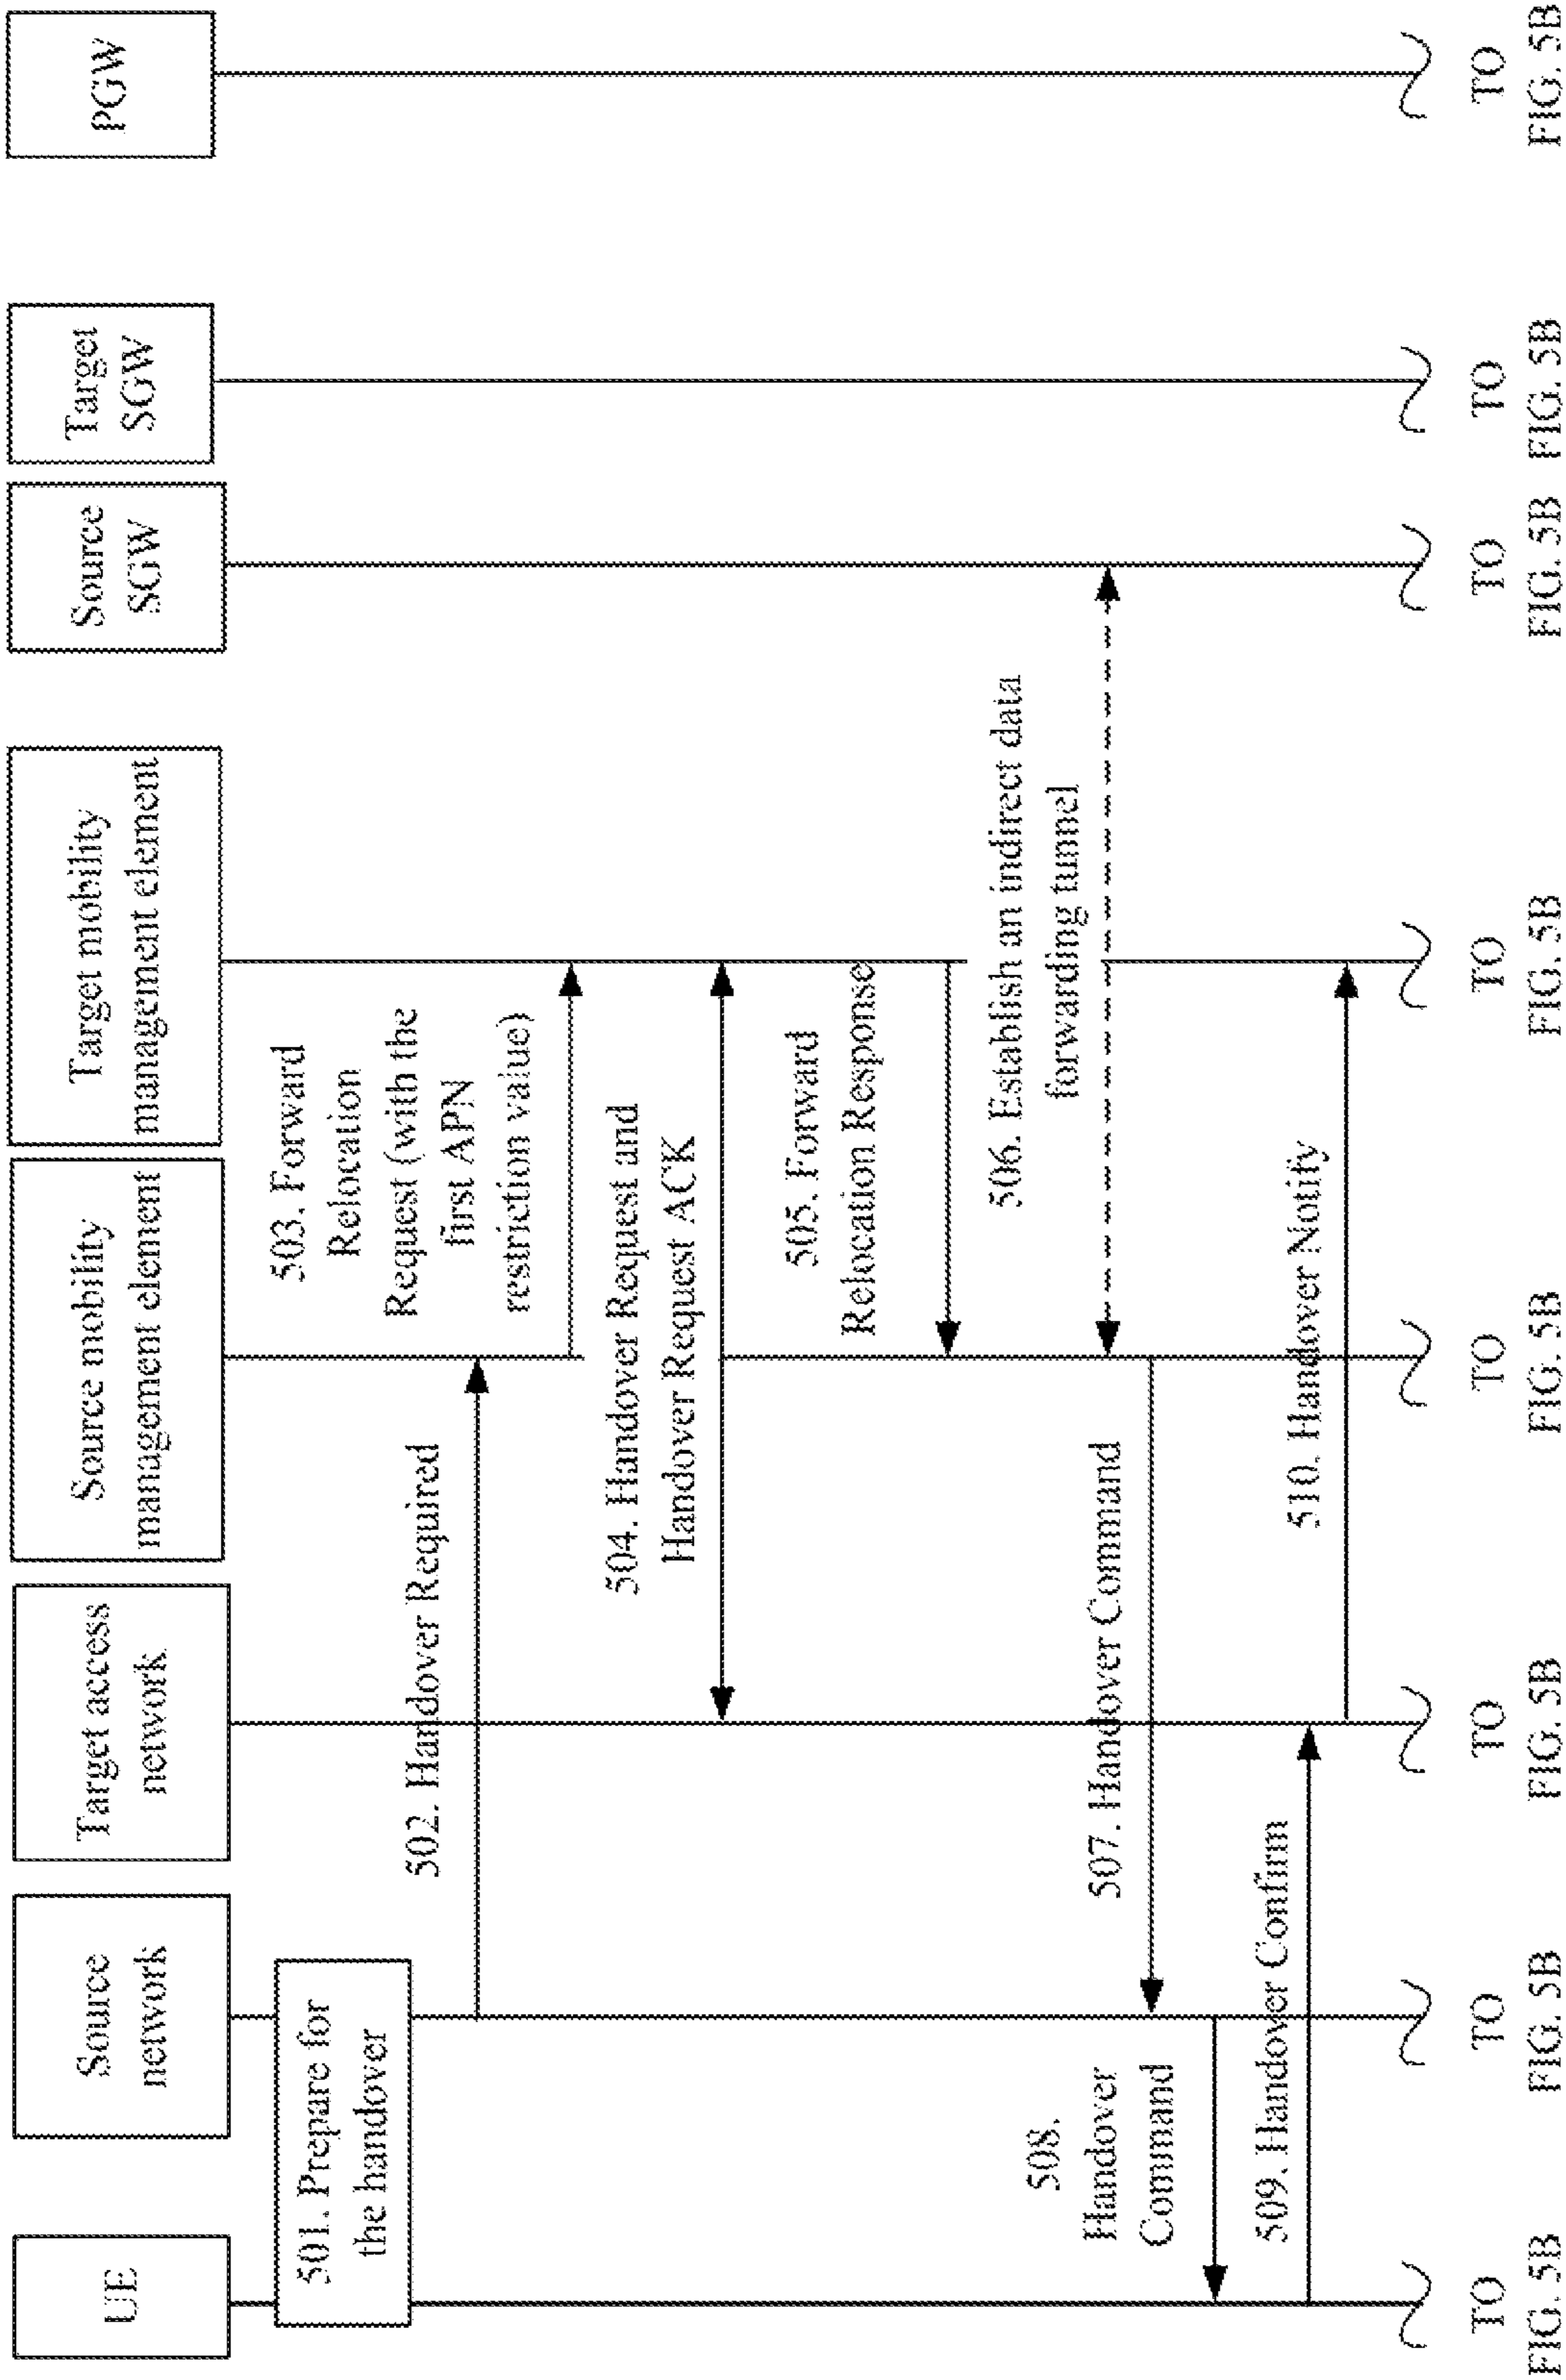 UE
Source
network
Target access
network
Source mobility
management element
Target mobility
management element
Source
SGW
Target
SGW
PGW
501. Prepare for
the handover
502. Handover Required
503. Forward
Relocation
Request (with the
first APN
restriction value)
504. Handover Request and
Handover Request ACK
505. Forward
Relocation Response
506. Establish an indirect data
forwarding tunnel
507. Handover Command
508.
Handover
Command
509. Handover Confirm
510. Handover Notify
TO
FIG. 5B
TO
FIG. 5B
TO
FIG. 5B
TO
FIG. 5B
TO
FIG. 5B
TO
FIG. 5B
TO
FIG. 5B
TO
FIG. 5B